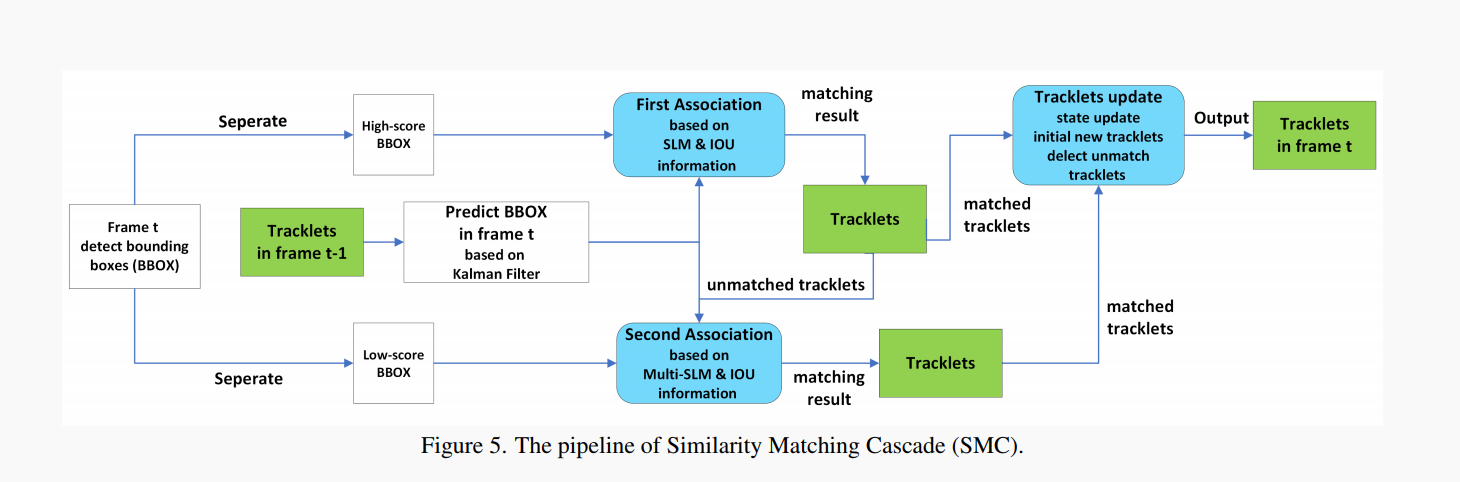 Seperate
High-score
BBOX
First Association
based on
SLM & IOU
information
matching
result
Tracklets update
state update
initial new tracklets
delect unmatch
tracklets
Output
Tracklets
in frame t
Frame t
detect bounding
boxes (BBOX)
Tracklets
in frame t-1
Predict BBOX
in frame t
based on
Kalman Filter
Tracklets
matched
tracklets
unmatched tracklets
Seperate
Low-score
BBOX
Second Association
based on
Multi-SLM & IOU
information
matching
result
Tracklets
matched
tracklets
Figure 5. The pipeline of Similarity Matching Cascade (SMC).